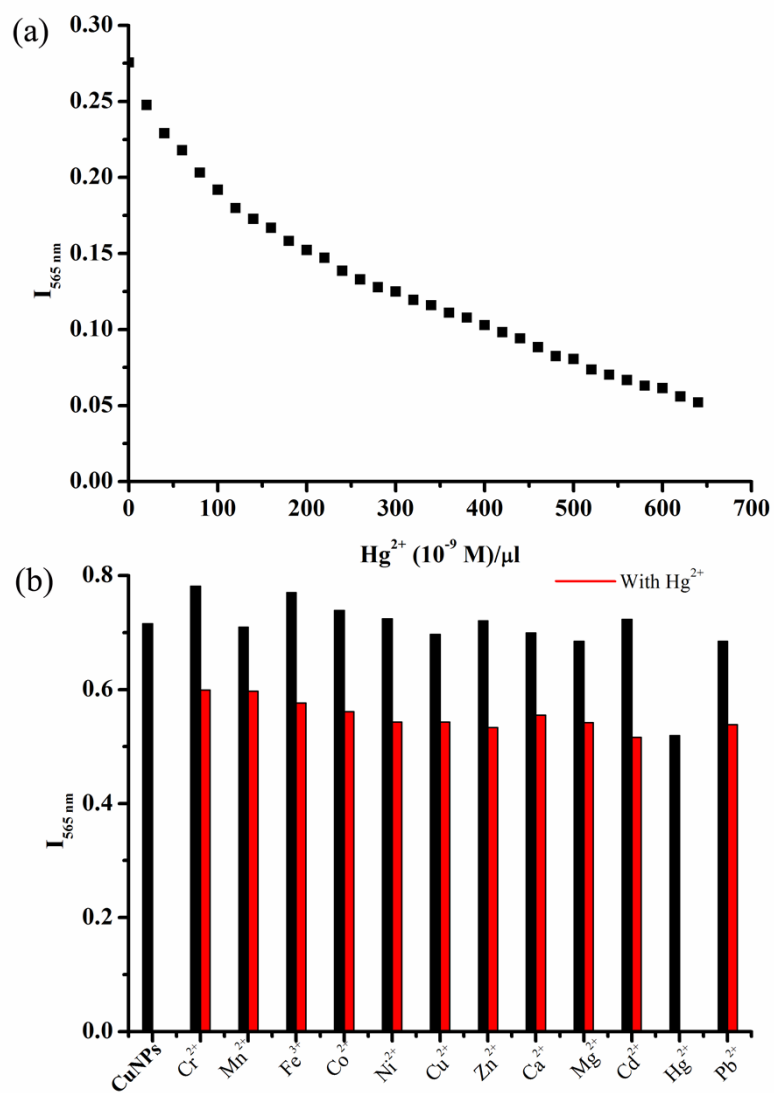 (a)
0.30
0.25
0.20
0.15
0.10
0.05
0.00
I565 nm
0 100 200 300 400 500 600 700
Hg2+ (10-9 M)/µl
(b)
With Hg2+
0.8
0.6
0.4
0.2
0.0
I565 nm
CuNPs Cr2+ Mn2+ Fe3+ Co2+ Ni2+ Cu2+ Zn2+ Ca2+ Mg2+ Cd2+ Hg2+ Pb2+